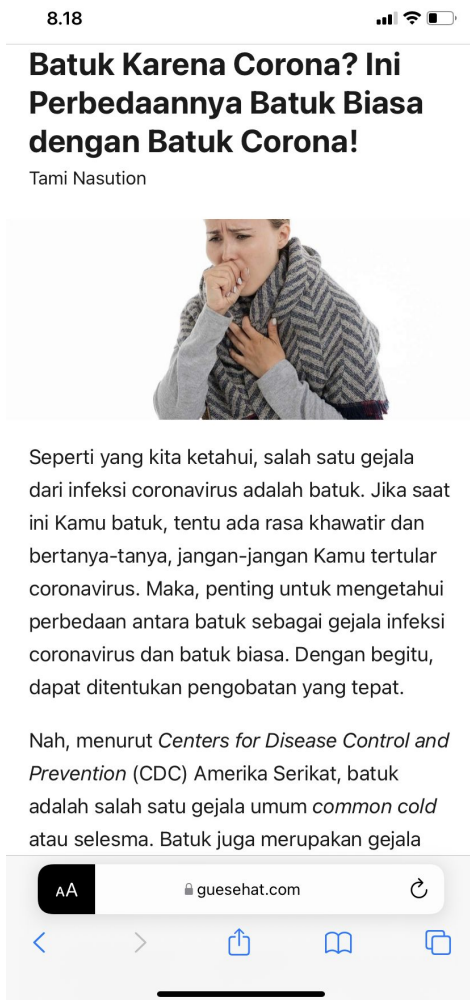 8.18
Batuk Karena Corona? Ini
Perbedaannya Batuk Biasa
dengan Batuk Corona!
Tami Nasution
Seperti yang kita ketahui, salah satu gejala
dari infeksi coronavirus adalah batuk. Jika saat
ini Kamu batuk, tentu ada rasa khawatir dan
bertanya-tanya, jangan-jangan Kamu tertular
coronavirus. Maka, penting untuk mengetahui
perbedaan antara batuk sebagai gejala infeksi
coronavirus dan batuk biasa. Dengan begitu,
dapat ditentukan pengobatan yang tepat.
Nah, menurut Centers for Disease Control and
Prevention (CDC) Amerika Serikat, batuk
adalah salah satu gejala umum common cold
atau selesma. Batuk juga merupakan gejala
AA
guesehat.com